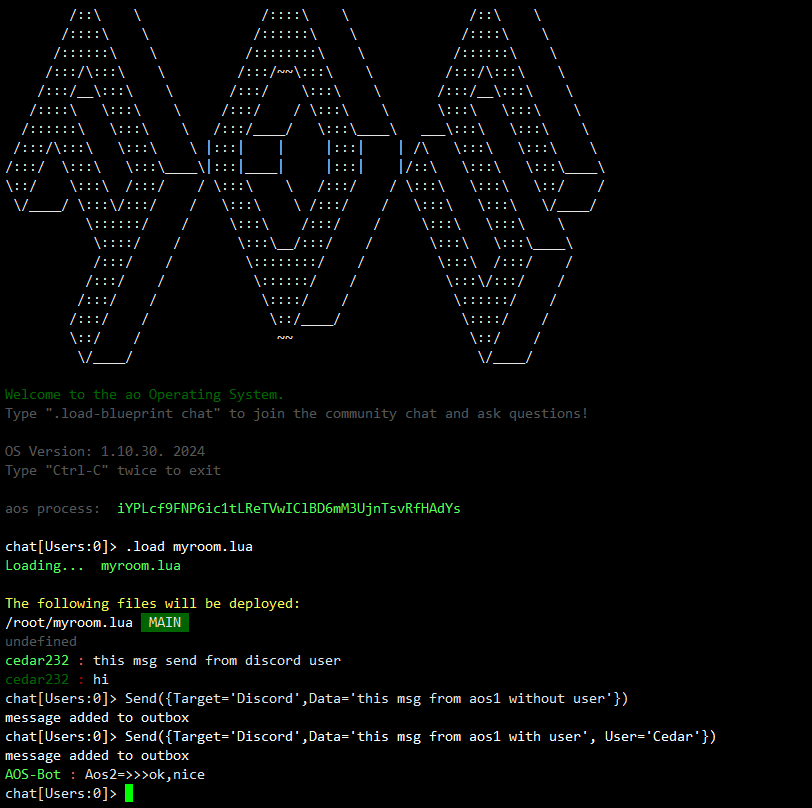 Welcome to the ao Operating System.
Type ".load-blueprint chat" to join the community chat and ask questions!
OS Version: 1.10.30. 2024
Type "Ctrl-C" twice to exit
aos process:  iYPLcf9FNP6ic1tLReTVwIClBD6mM3UjnTsvRfHAdYs
chat[Users:0]> .load myroom.lua
Loading...  myroom.lua
The following files will be deployed:
/root/myroom.lua  MAIN
undefined
cedar232 : this msg send from discord user
cedar232 : hi
chat[Users:0]> Send({Target='Discord',Data='this msg from aos1 without user'})
message added to outbox
chat[Users:0]> Send({Target='Discord',Data='this msg from aos1 with user', User='Cedar'})
message added to outbox
AOS-Bot : Aos2=>>>ok,nice
chat[Users:0]>